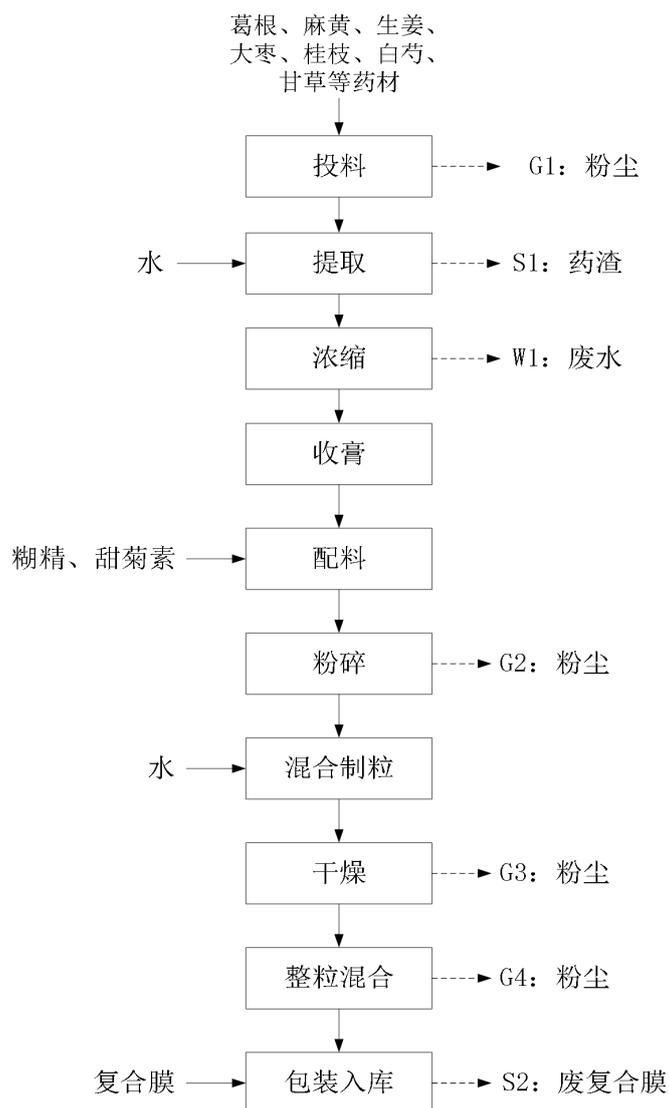 葛根、麻黄、生姜、
大枣、桂枝、白芍、
甘草等药材
投料
G1：粉尘
水
提取
S1：药渣
浓缩
W1：废水
收膏
糊精、甜菊素
配料
粉碎
G2：粉尘
水
混合制粒
干燥
G3：粉尘
整粒混合
G4：粉尘
复合膜
包装入库
S2：废复合膜